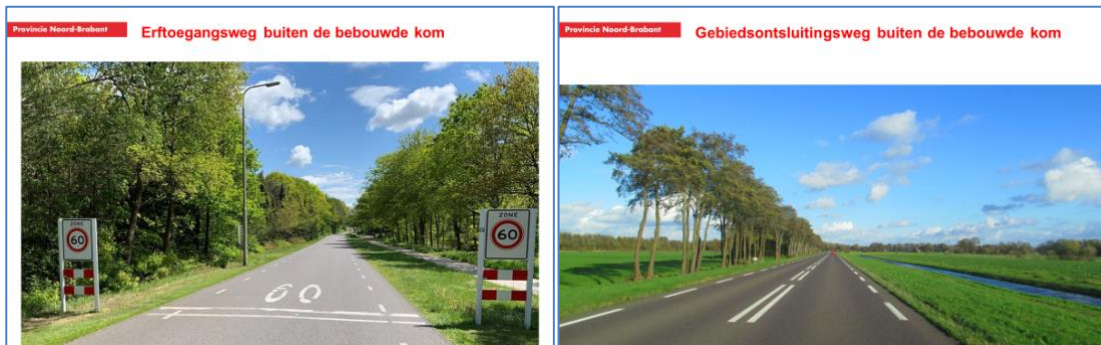 Provincie Noord-Brabant
Erftoegangsweg buiten de bebouwde kom
ZONE
60
ZONE
60
60
Provincie Noord-Brabant
Gebiedsontsluitingsweg buiten de bebouwde kom